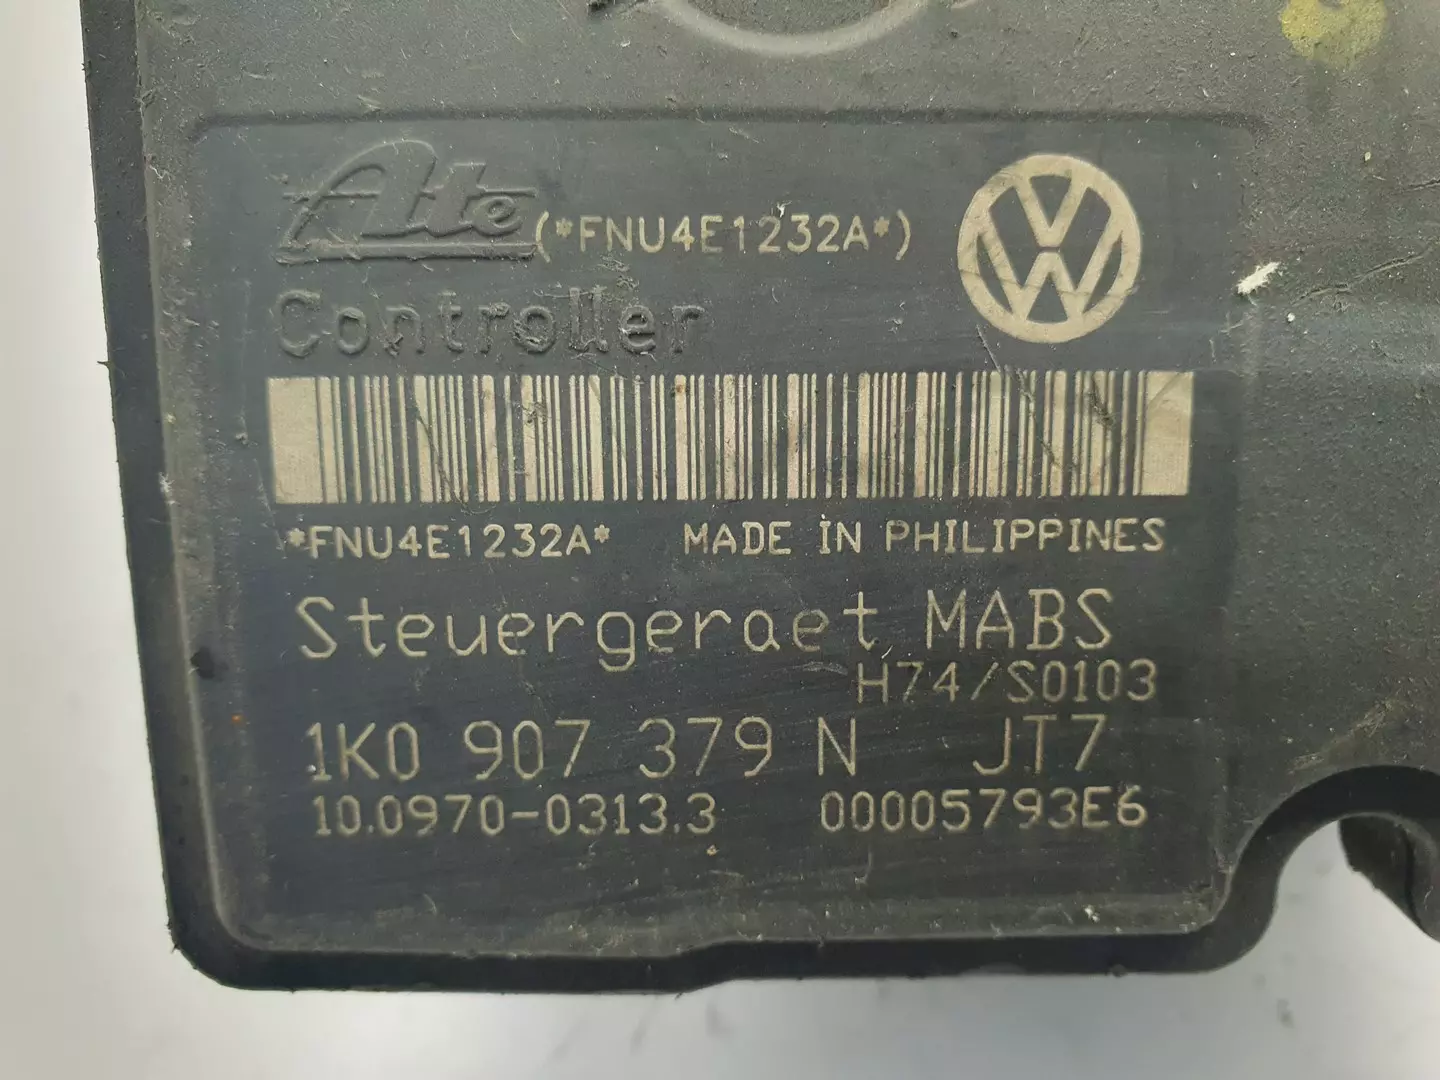 Ate (*FNU4E1232A*)
Controller
*FNU4E1232A* MADE IN PHILIPPINES
Steuergeraet MABS
H74/S0103
1K0 907 379 N JT7
10.0970-0313.3 00005793E6